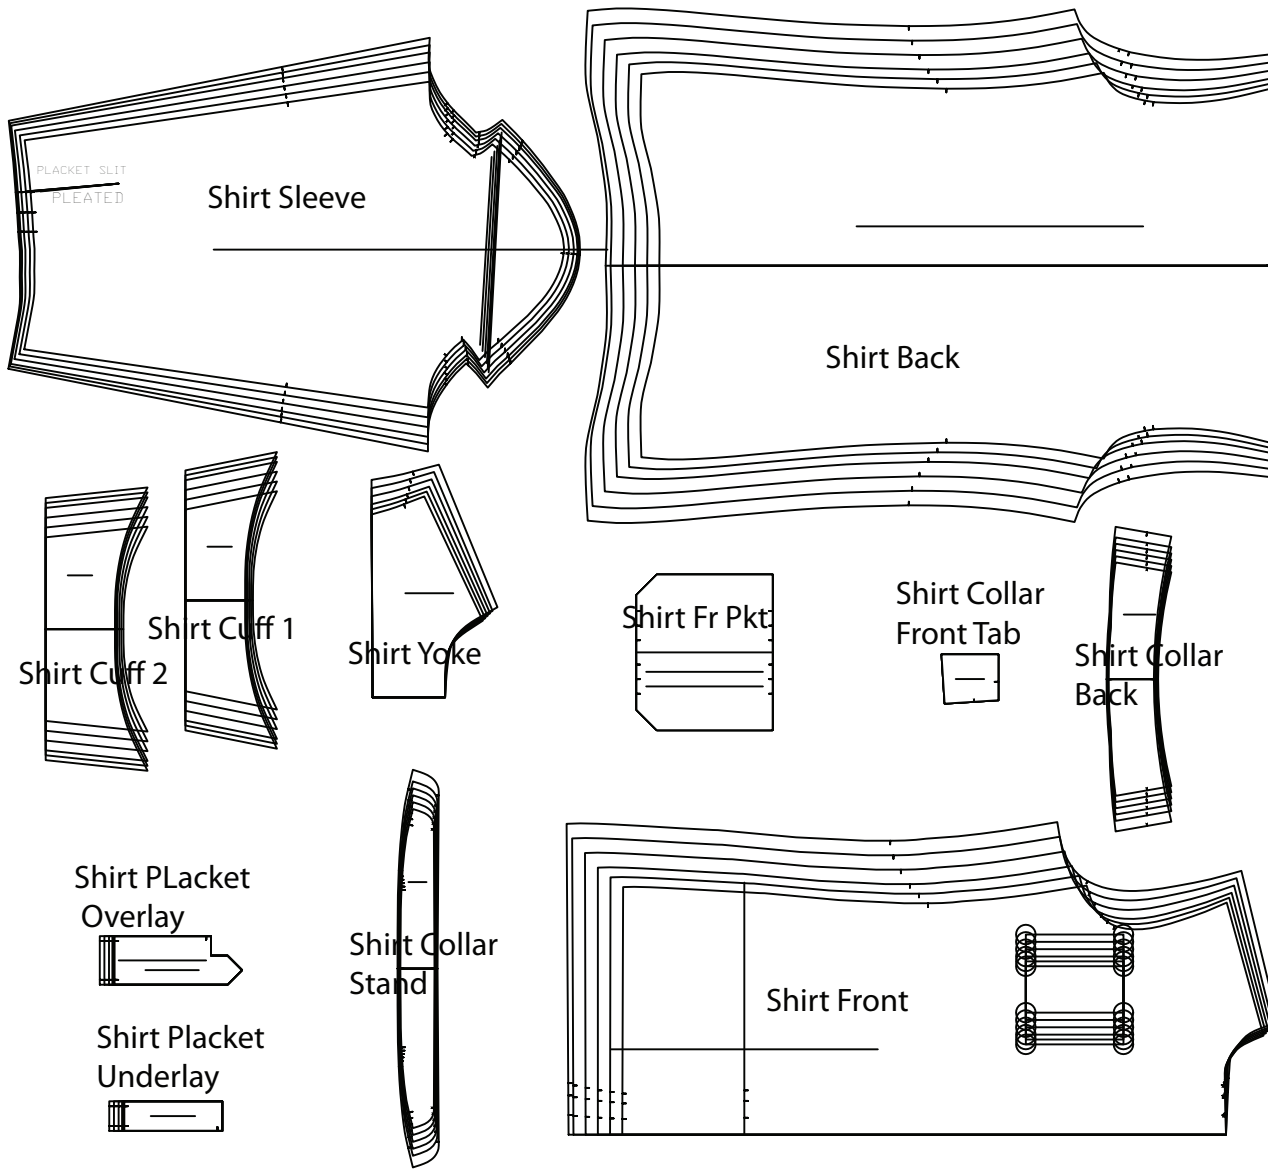 PLACKET SLIT
PLEATED
Shirt Sleeve
Shirt Back
Shirt Cuff 1
Shirt Cuff 2
Shirt Yoke
Shirt Fr Pkt
Shirt Collar
Front Tab
Shirt Collar
Back
Shirt PLacket
Overlay
Shirt Collar
Stand
Shirt Front
Shirt Placket
Underlay